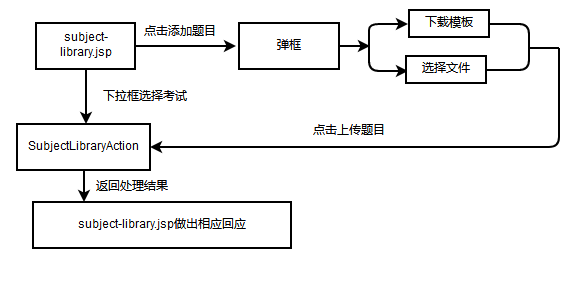 subject-
library.jsp
点击添加题目
弹框
下载模板
选择文件
下拉框选择考试
点击上传题目
SubjectLibraryAction
返回处理结果
subject-library.jsp做出相应回应